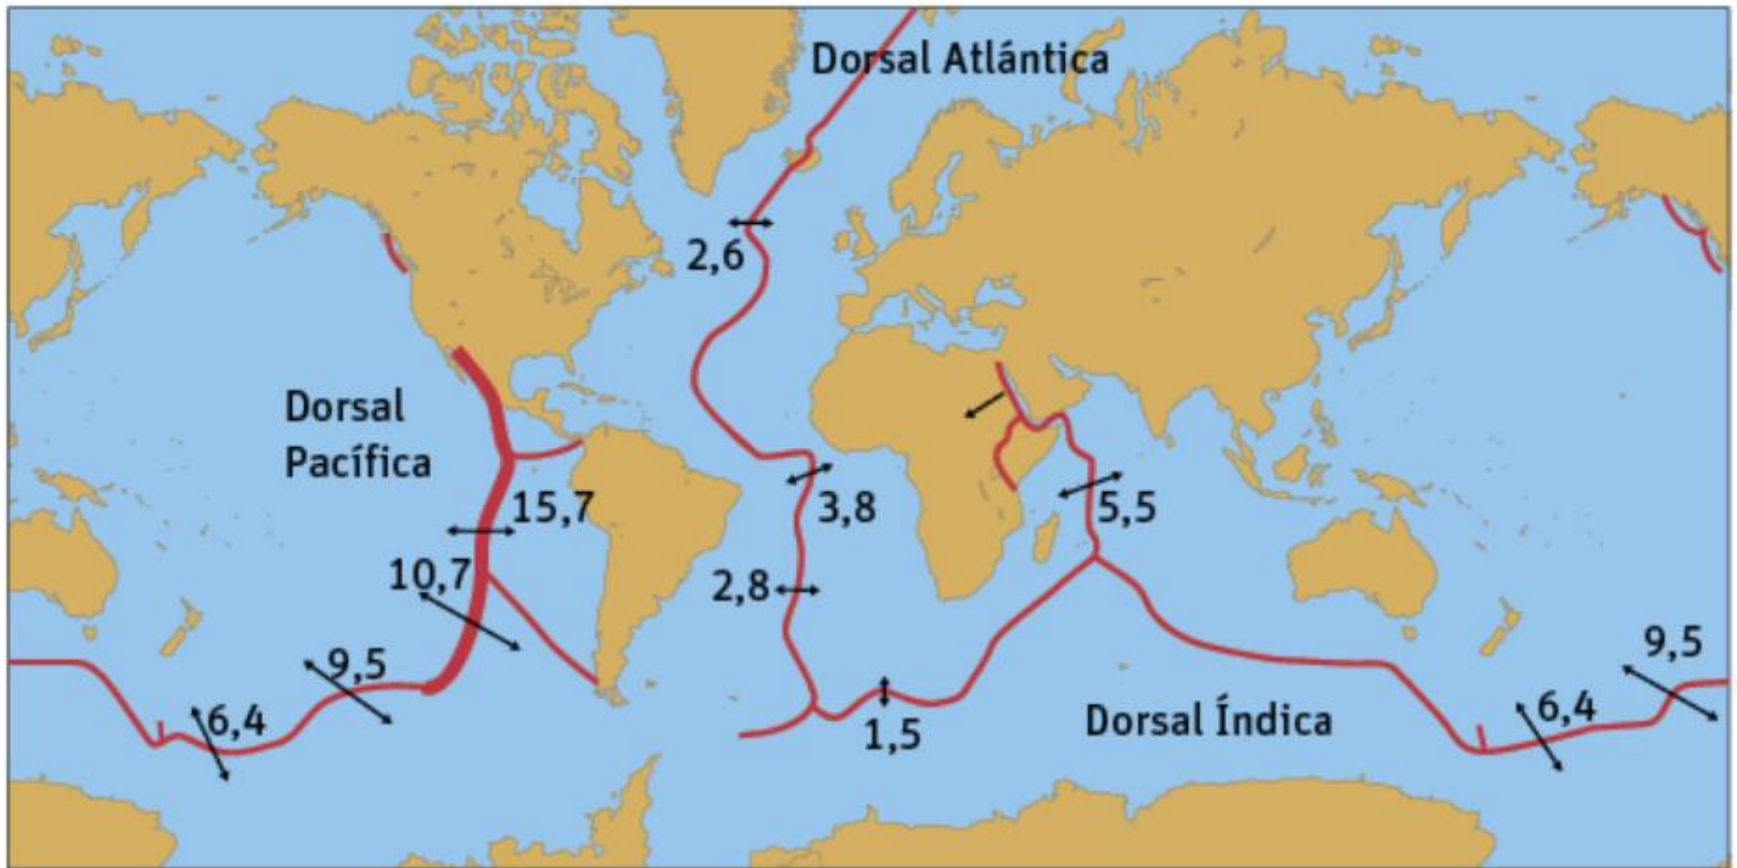 Dorsal Atlántica
2,6
Dorsal
Pacífica
15,7
3,8
5,5
10,7
2,8
9,5
9,5
6,4
1,5
Dorsal Índica
6,4